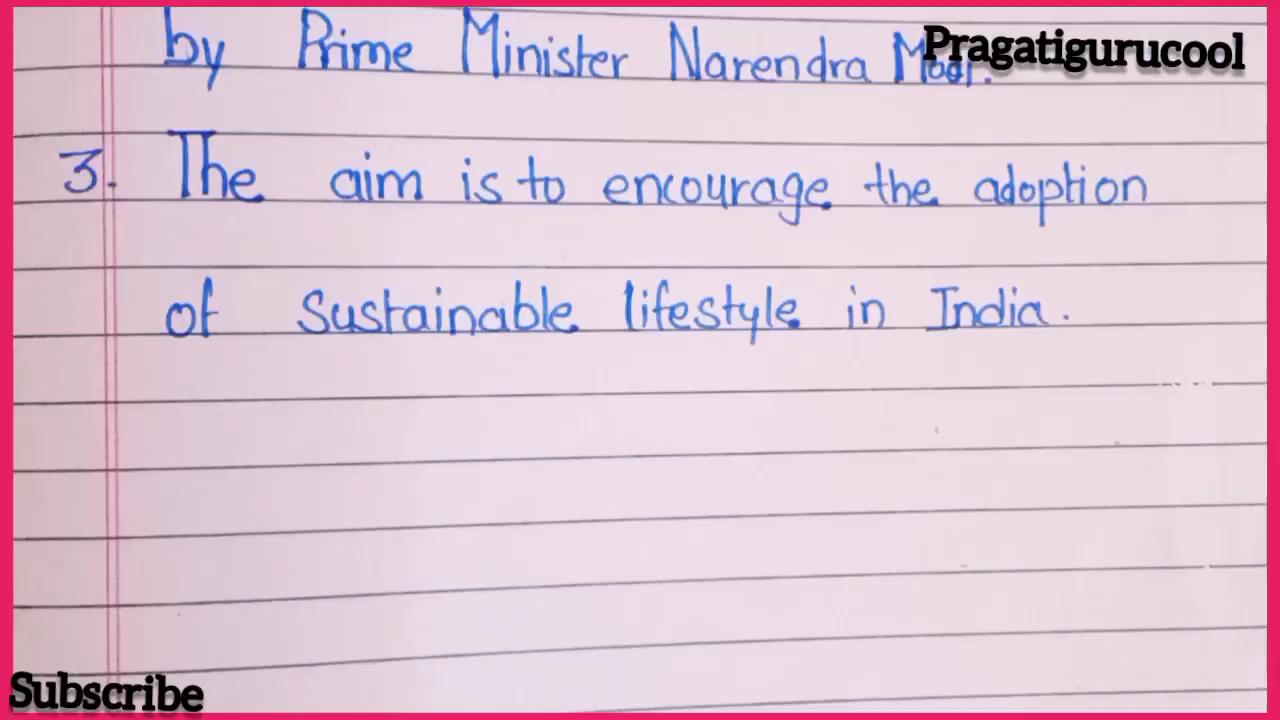 by Prime Minister Narendra Modi.
Pragatigurucool
3. The aim is to encourage the adoption
of sustainable lifestyle in India.
Subscribe